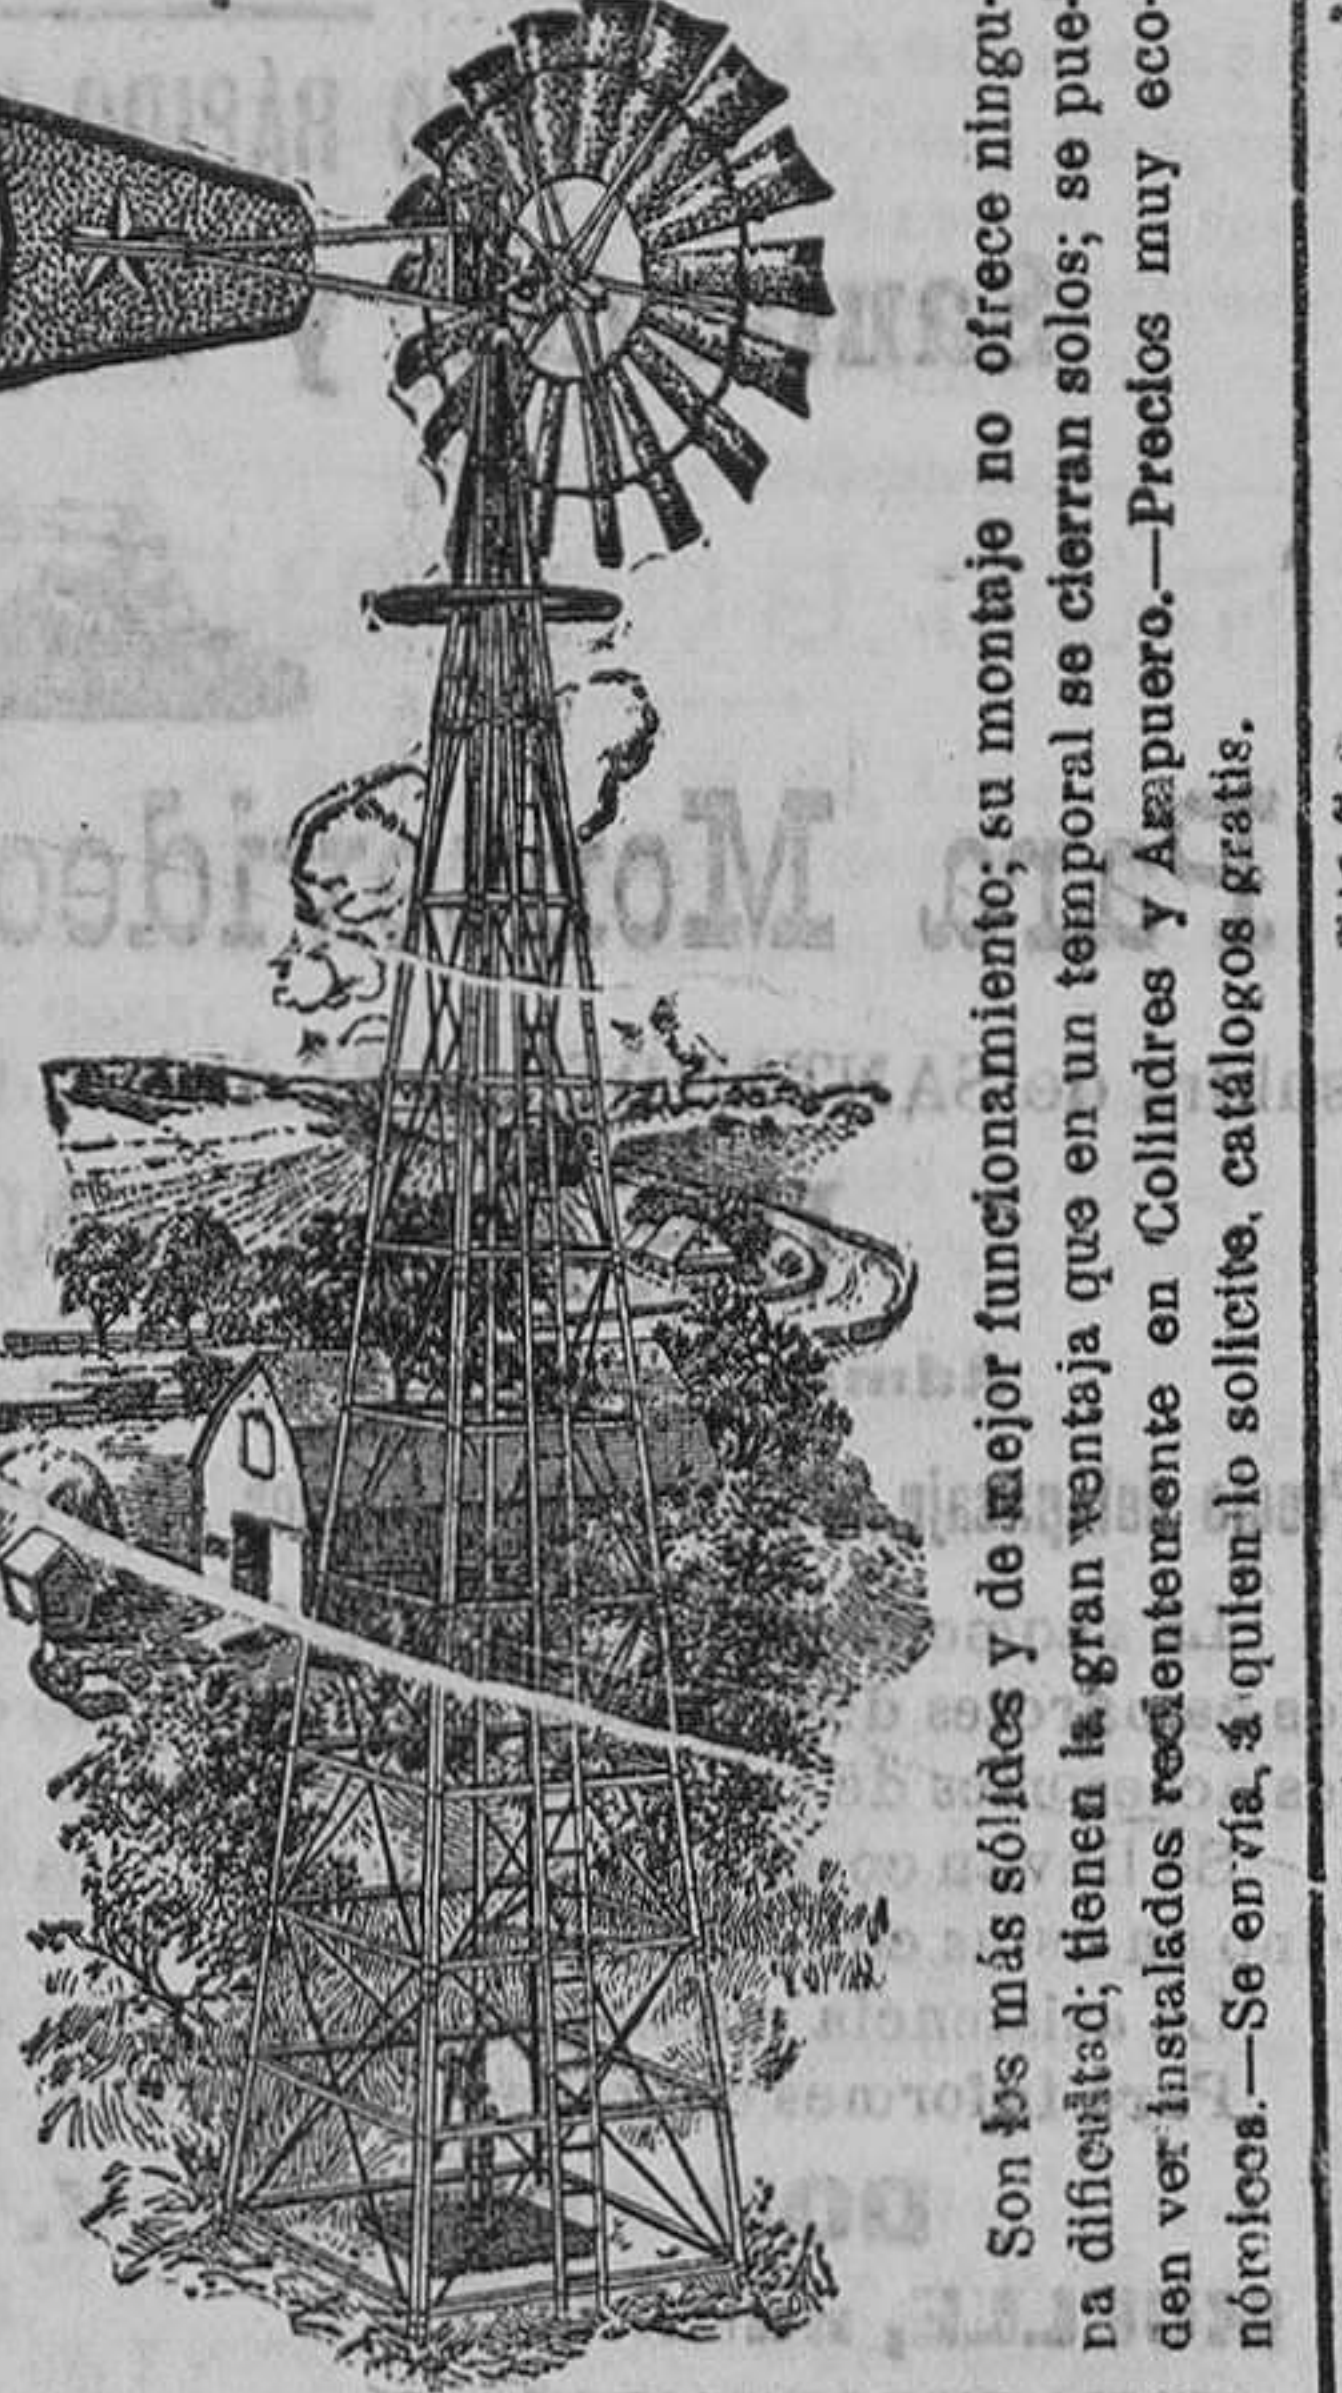 Son los más sólidos y de mejor funcionamiento; su montaje no ofrece ningu-
na dificultad; tienen la gran ventaja que en un temporal se cierran solos; se pue-
den ver instalados recientemente en Colindres y Ampuero.—Precios muy eco-
nómicos.—Se envía, á quien lo solicite, catálogos gratis.